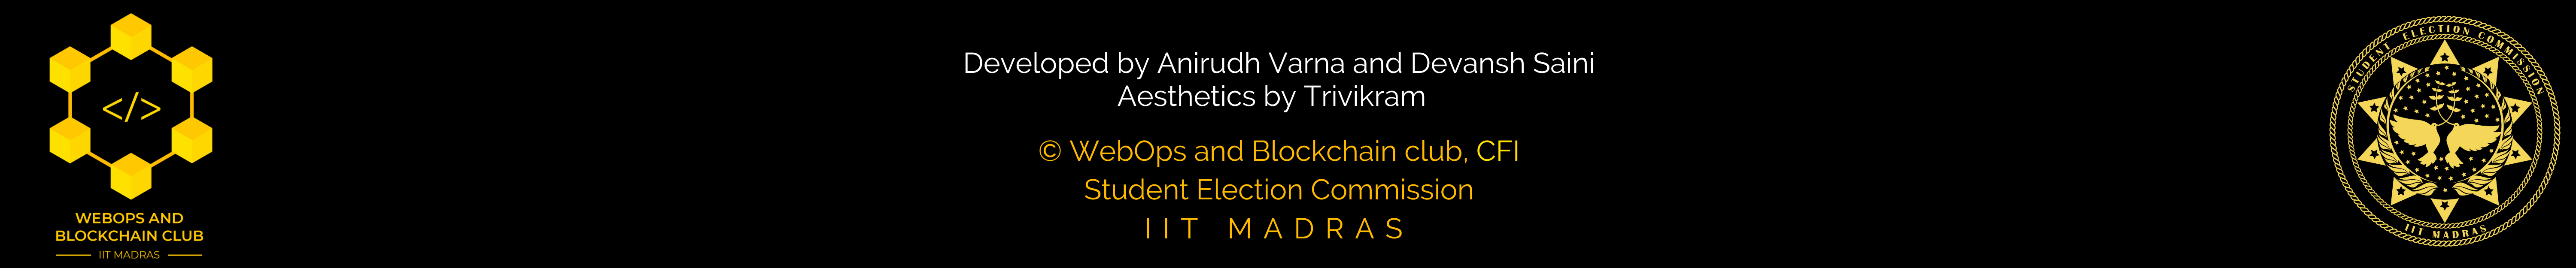 </>
WEBOPS AND
BLOCKCHAIN CLUB
IIT MADRAS
Developed by Anirudh Varna and Devansh Saini
Aesthetics by Trivikram
© WebOps and Blockchain club, CFI
Student Election Commission
IIT MADRAS
STUDENT ELECTION COMMISSION
IIT MADRAS